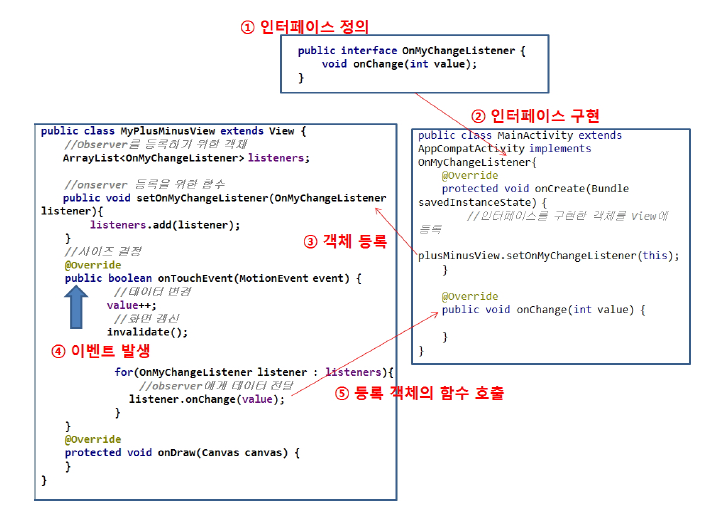 ① 인터페이스 정의
public interface OnMyChangeListener {
void onChange(int value);
}
② 인터페이스 구현
public class MainActivity extends
AppCompatActivity implements
OnMyChangeListener{
@Override
protected void onCreate(Bundle
savedInstanceState) {
//인터페이스를 구현한 객체를 View에
등록
plusMinusView.setOnMyChangeListener(this);
}
@Override
public void onChange(int value) {
}
}
public class MyPlusMinusView extends View {
//Observer를 등록하기 위한 객체
ArrayList<OnMyChangeListener> listeners;
//onserver 등록을 위한 함수
public void setOnMyChangeListener(OnMyChangeListener
listener){
listeners.add(listener);
}
③ 객체 등록
//사이즈 결정
@Override
public boolean onTouchEvent(MotionEvent event) {
//데이터 변경
value++;
//화면 갱신
invalidate();
④ 이벤트 발생
for(OnMyChangeListener listener : listeners){
//observer에게 데이터 전달
listener.onChange(value);
⑤ 등록 객체의 함수 호출
}
}
@Override
protected void onDraw(Canvas canvas) {
}
}